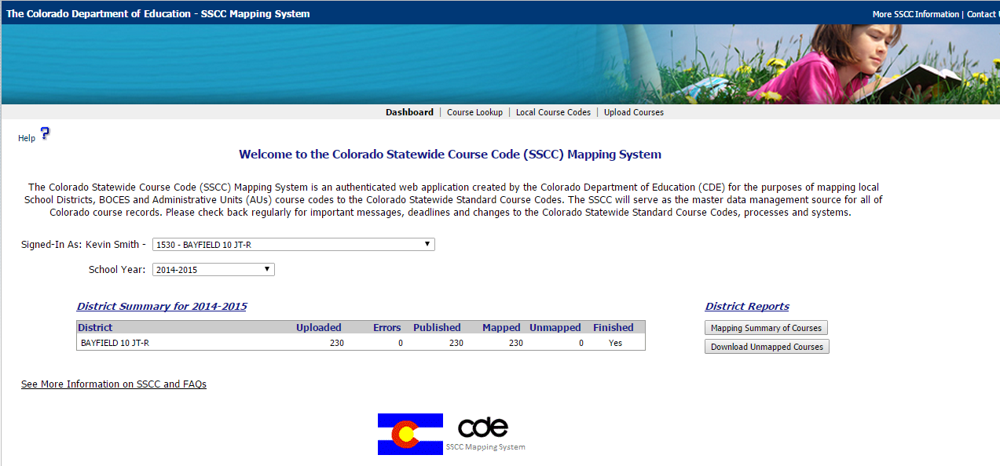 The Colorado Department of Education - SSCC Mapping System
More SSCC Information | Contact
Dashboard | Course Lookup | Local Course Codes | Upload Courses
Help ?
Welcome to the Colorado Statewide Course Code (SSCC) Mapping System
The Colorado Statewide Course Code (SSCC) Mapping System is an authenticated web application created by the Colorado Department of Education (CDE) for the purposes of mapping local
School Districts, BOCES and Administrative Units (AUs) course codes to the Colorado Statewide Standard Course Codes. The SSCC will serve as the master data management source for all of
Colorado course records. Please check back regularly for important messages, deadlines and changes to the Colorado Statewide Standard Course Codes, processes and systems.
Signed-In As: Kevin Smith - 1530 - BAYFIELD 10 JT-R
School Year: 2014-2015
District Summary for 2014-2015
District Uploaded Errors Published Mapped Unmapped Finished
BAYFIELD 10 JT-R 230 0 230 230 0 Yes
District Reports
Mapping Summary of Courses
Download Unmapped Courses
See More Information on SSCC and FAQs
cde
SSCC Mapping System